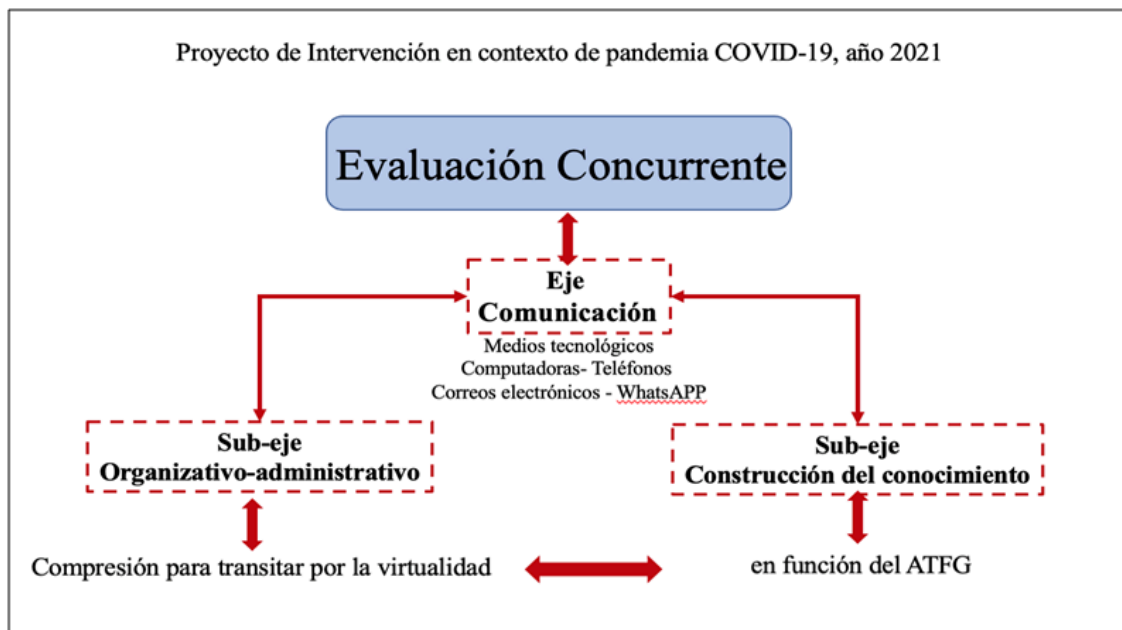 Proyecto de Intervención en contexto de pandemia COVID-19, año 2021
Evaluación Concurrente
Eje
Comunicación
Medios tecnológicos
Computadoras- Teléfonos
Correos electrónicos - WhatsAPP
Sub-eje
Organizativo-administrativo
Sub-eje
Construcción del conocimiento
Compresión para transitar por la virtualidad
en función del ATFG